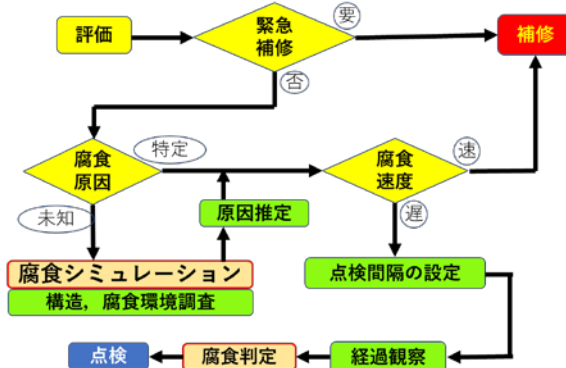 評価
緊急
補修
要
補修
否
腐食
原因
特定
腐食
速度
速
未知
原因推定
遅
腐食シミュレーション
構造，腐食環境調査
点検間隔の設定
点検
腐食判定
経過観察